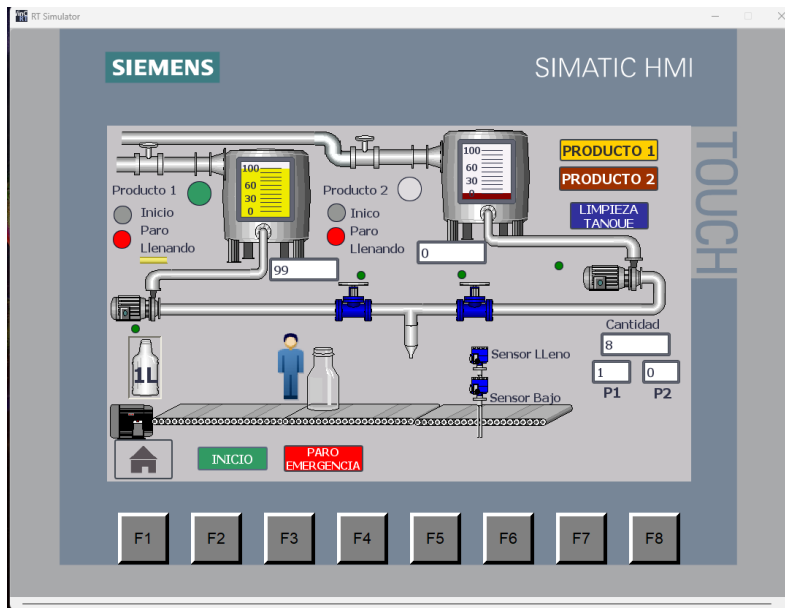 RT Simulator
SIEMENS
SIMATIC HMI
TOUCH
PRODUCTO 1
PRODUCTO 2
LIMPIEZA
TANQUE
Producto 1
Inicio
Paro
Llenando
100
60
30
0
99
Producto 2
Inico
Paro
Llenando
100
60
30
0
0
Cantidad
8
1
0
P1
P2
1L
Sensor LLeno
Sensor Bajo
INICIO
PARO
EMERGENCIA
F1
F2
F3
F4
F5
F6
F7
F8